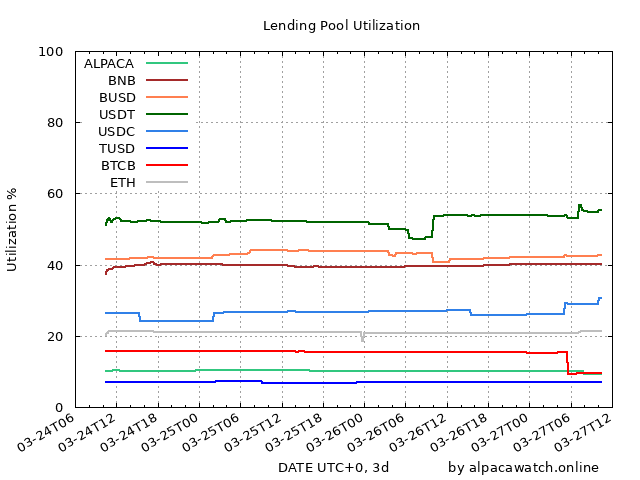 Lending Pool Utilization
Utilization %
100
80
60
40
20
0
ALPACA
BNB
BUSD
USDT
USDC
TUSD
BTCB
ETH
03-24T06
03-24T12
03-24T18
03-25T00
03-25T06
03-25T12
03-25T18
03-26T00
03-26T06
03-26T12
03-26T18
03-27T00
03-27T06
03-27T12
DATE UTC+0, 3d
by alpacawatch.online